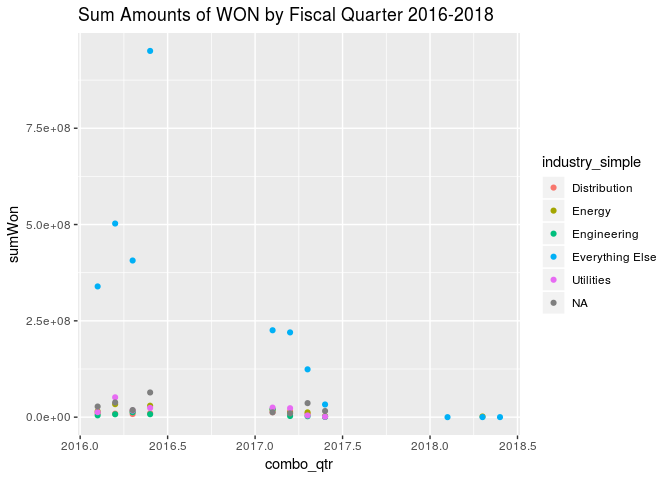 Sum Amounts of WON by Fiscal Quarter 2016-2018
sumWon
7.5e+08
5.0e+08
2.5e+08
0.0e+00
2016.0 2016.5 2017.0 2017.5 2018.0 2018.5
combo_qtr
industry_simple
Distribution
Energy
Engineering
Everything Else
Utilities
NA